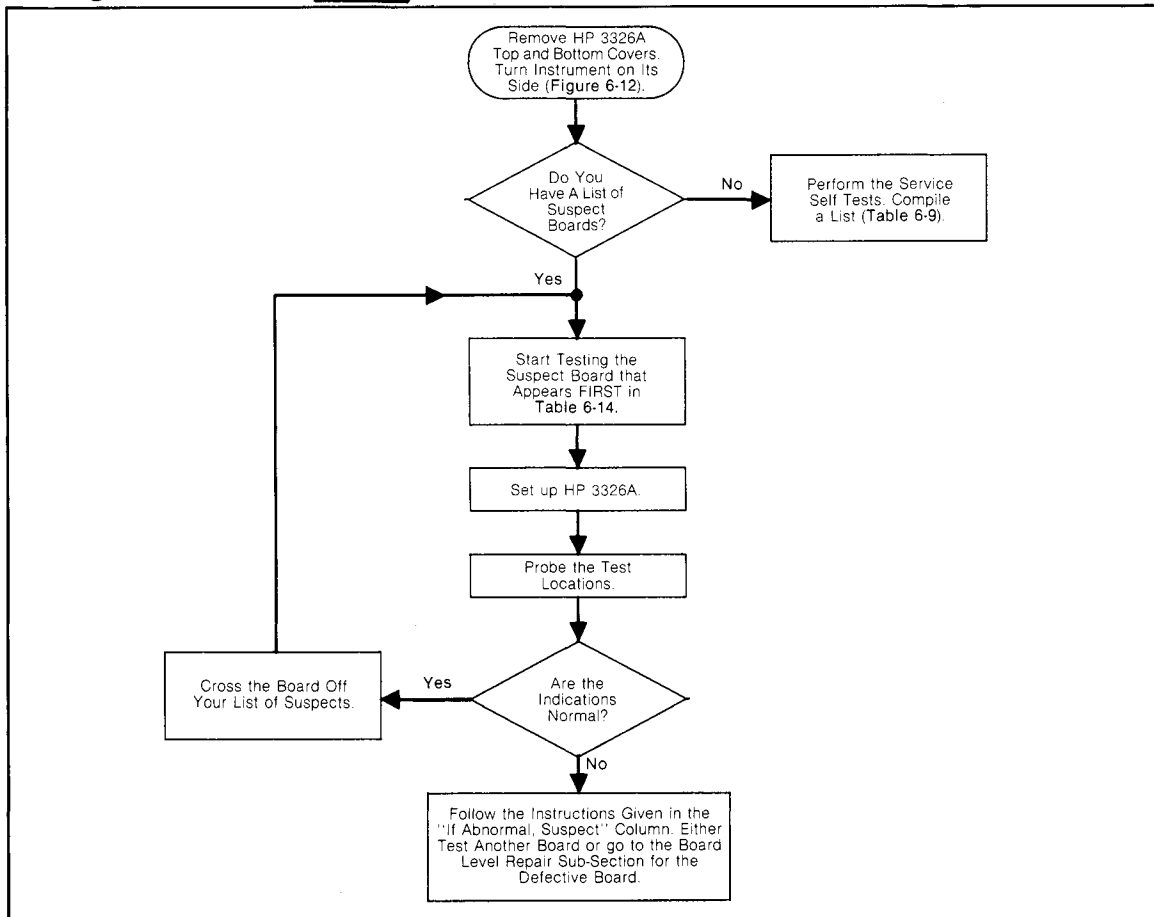 Remove HP 3326A
Top and Bottom Covers.
Turn Instrument on Its
Side (Figure 6-12).
Do You
Have A List of
Suspect
Boards?
No
Perform the Service
Self Tests. Compile
a List (Table 6-9).
Yes
Start Testing the
Suspect Board that
Appears FIRST in
Table 6-14.
Set up HP 3326A.
Probe the Test
Locations.
Are the
Indications
Normal?
Yes
Cross the Board Off
Your List of Suspects.
No
Follow the Instructions Given in the
"If Abnormal, Suspect" Column. Either
Test Another Board or go to the Board
Level Repair Sub-Section for the
Defective Board.